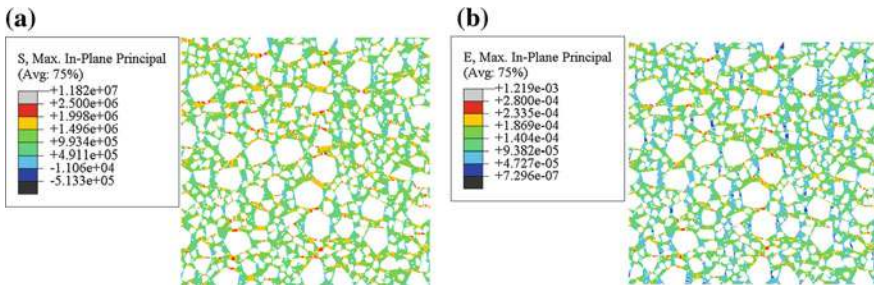 (a)
S, Max. In-Plane Principal
(Avg: 75%)
+1.182e+07
+2.500e+06
+1.998e+06
+1.496e+06
+9.934e+05
+4.911e+05
-1.106e+04
-5.133e+05
(b)
E, Max. In-Plane Principal
(Avg: 75%)
+1.219e-03
+2.800e-04
+2.335e-04
+1.869e-04
+1.404e-04
+9.382e-05
+4.727e-05
+7.296e-07